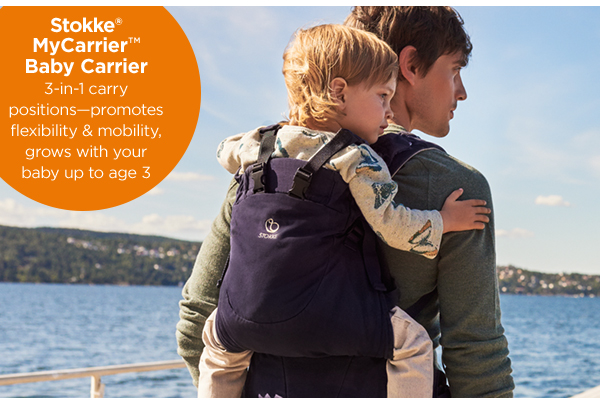 Stokke®
MyCarrier™
Baby Carrier
3-in-1 carry
positions—promotes
flexibility & mobility,
grows with your
baby up to age 3
STOKKE